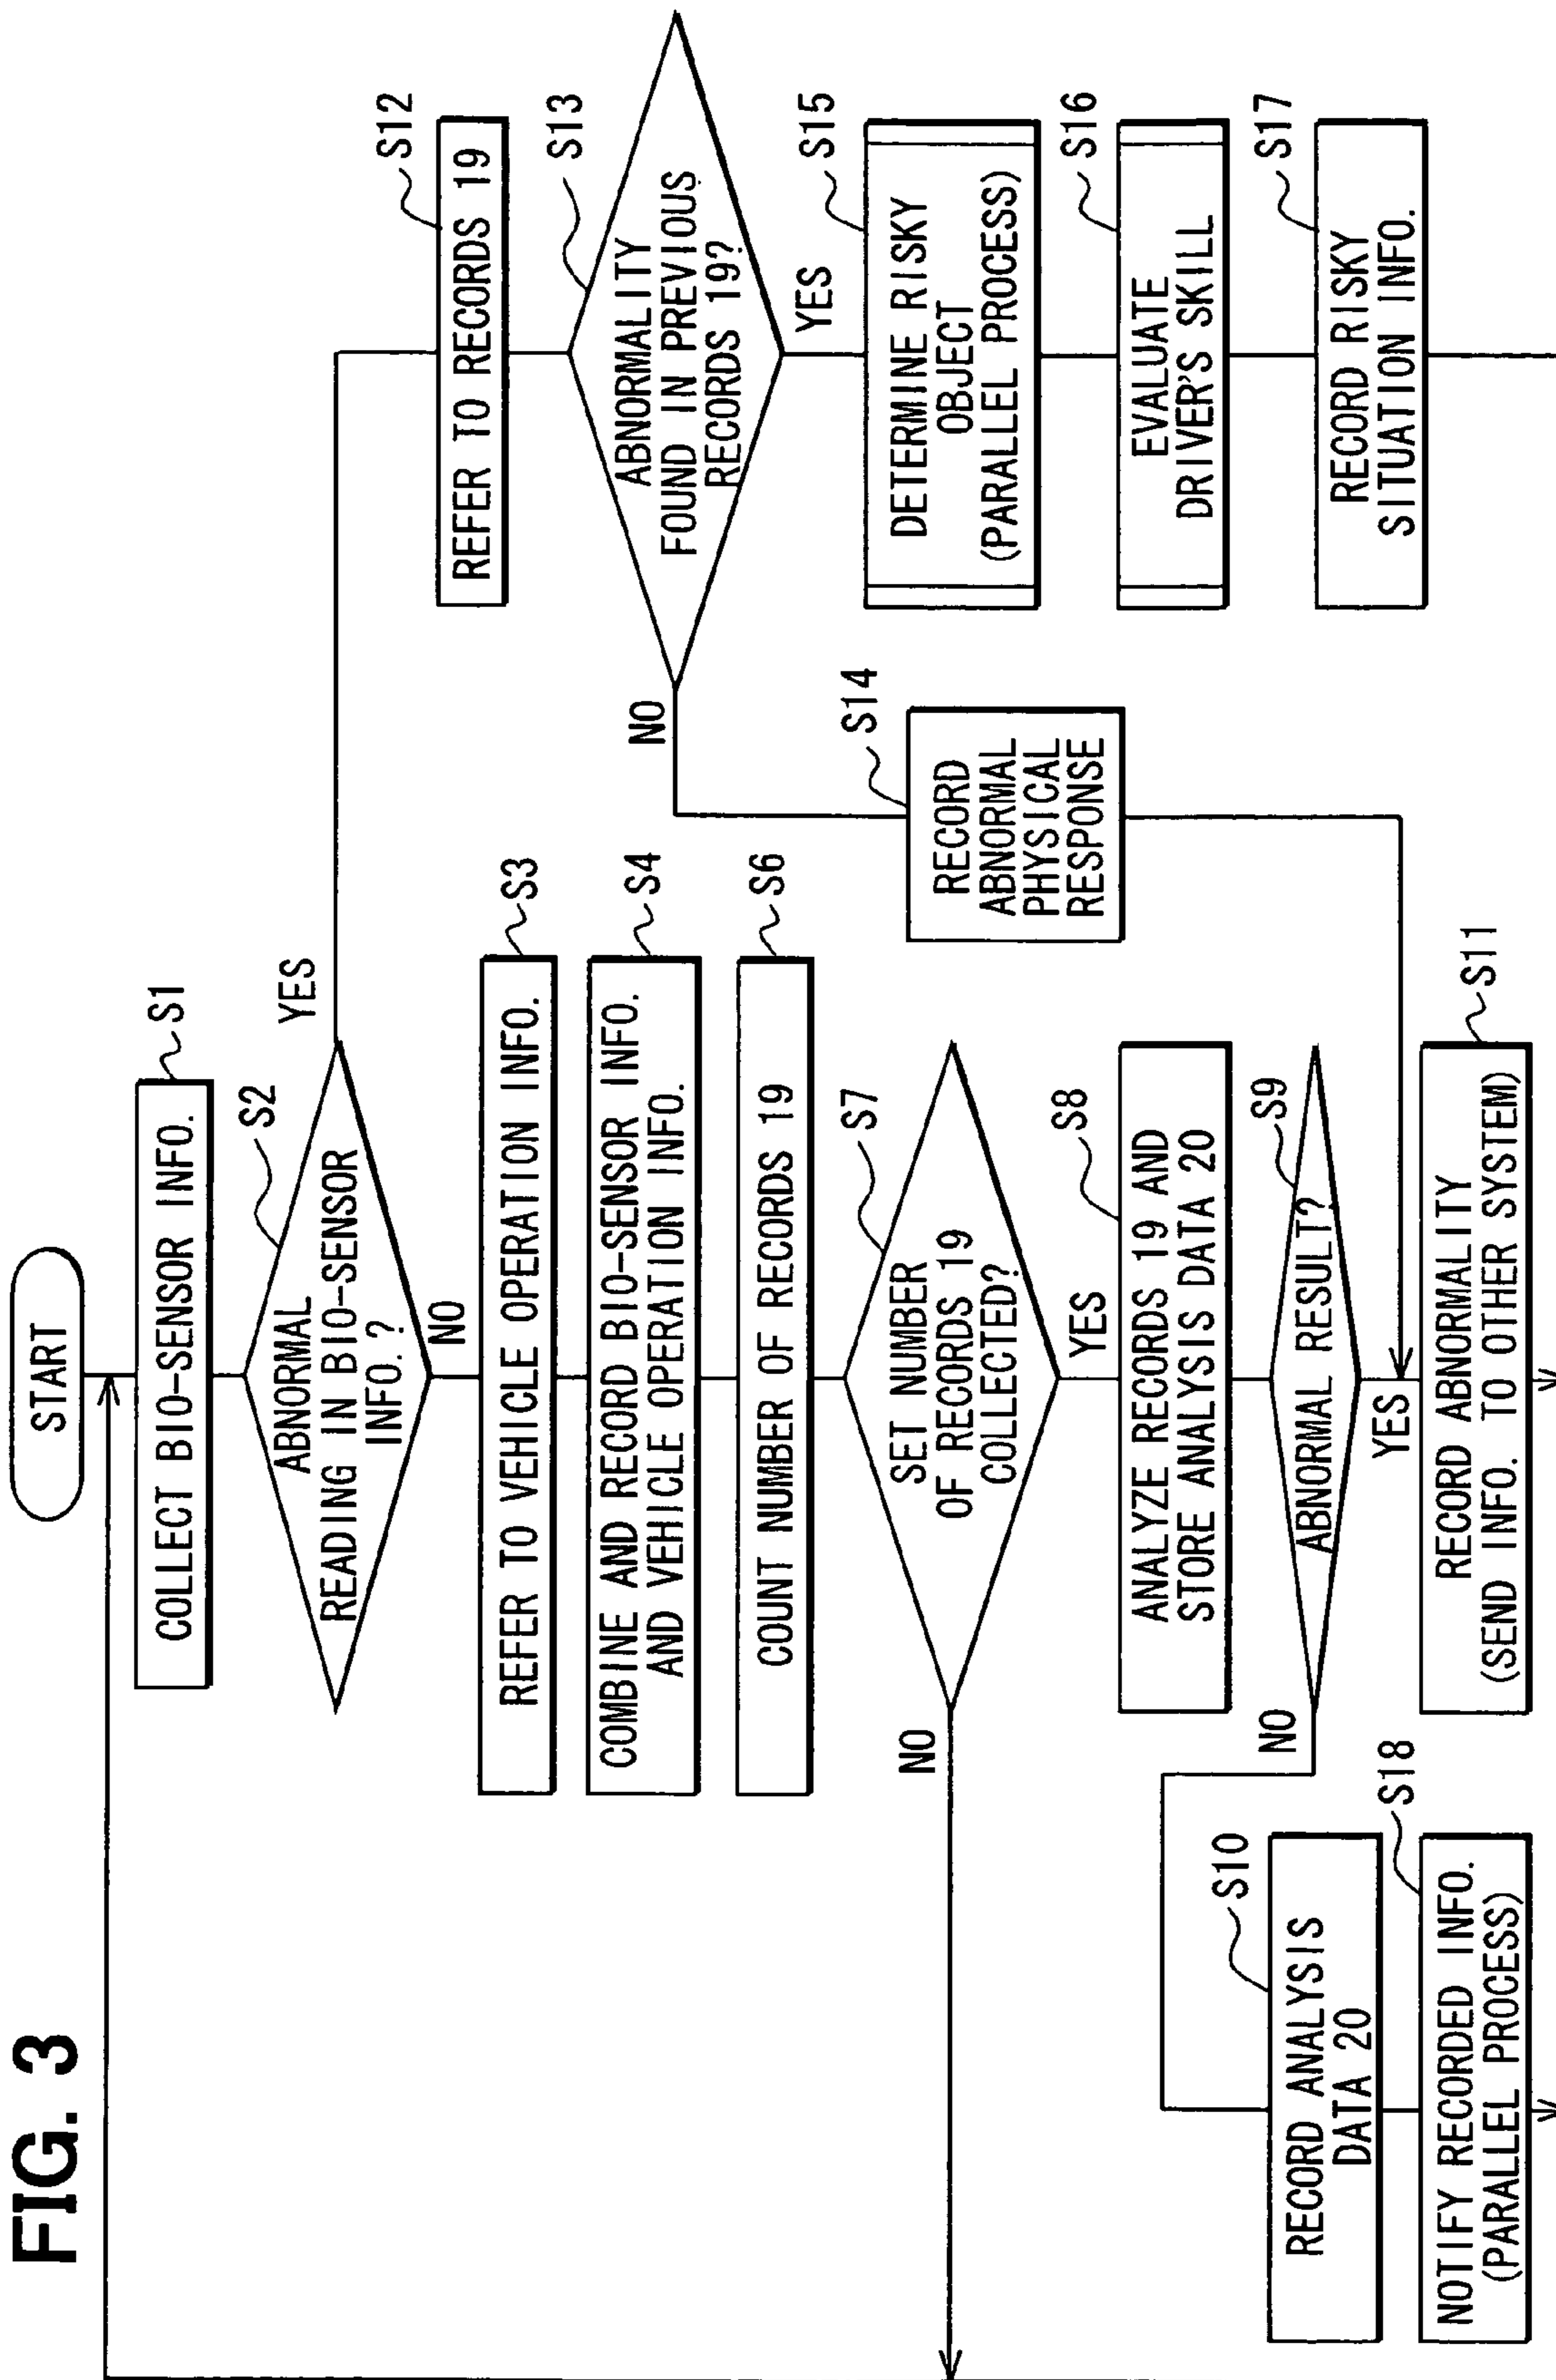 FIG. 3
START
COLLECT BIO-SENSOR INFO.
S1
ABNORMAL
READING IN BIO-SENSOR
INFO.?
S2
YES
NO
REFER TO VEHICLE OPERATION INFO.
S3
COMBINE AND RECORD BIO-SENSOR INFO.
AND VEHICLE OPERATION INFO.
S4
COUNT NUMBER OF RECORDS 19
S6
SET NUMBER
OF RECORDS 19
COLLECTED?
S7
NO
YES
ANALYZE RECORDS 19 AND
STORE ANALYSIS DATA 20
S8
ABNORMAL RESULT?
S9
NO
YES
RECORD ANALYSIS
DATA 20
S10
NOTIFY RECORDED INFO.
(PARALLEL PROCESS)
S18
RECORD ABNORMALITY
(SEND INFO. TO OTHER SYSTEM)
S11
REFER TO RECORDS 19
S12
ABNORMALITY
FOUND IN PREVIOUS
RECORDS 19?
S13
NO
YES
RECORD
ABNORMAL
PHYSICAL
RESPONSE
S14
DETERMINE RISKY
OBJECT
(PARALLEL PROCESS)
S15
EVALUATE
DRIVER'S SKILL
S16
RECORD RISKY
SITUATION INFO.
S17